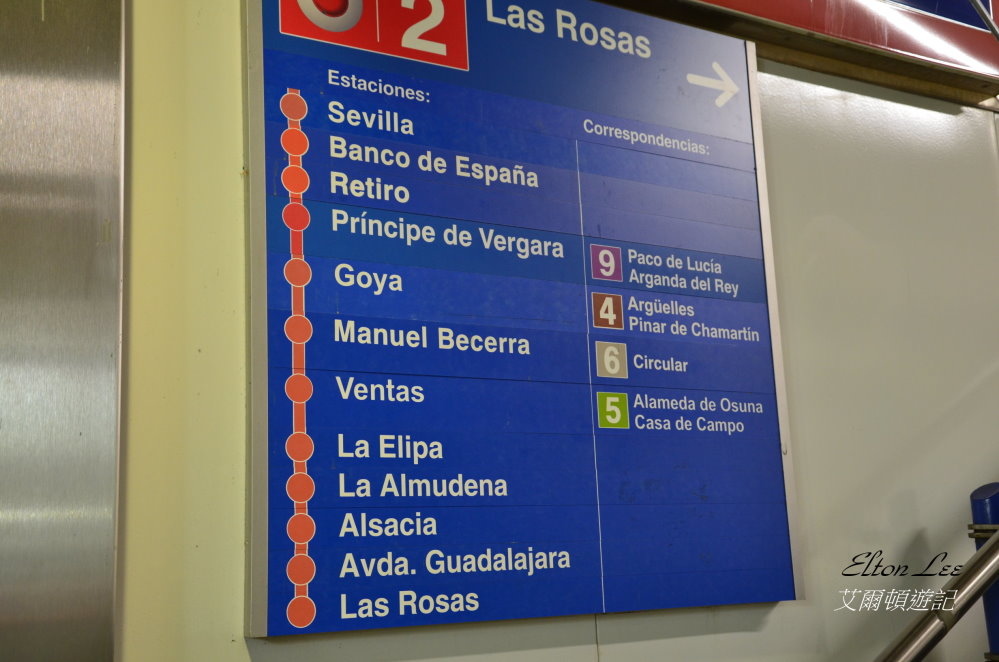 2
Las Rosas
Estaciones:
Correspondencias:
Sevilla
Banco de España
Retiro
Príncipe de Vergara
9 Paco de Lucía
Arganda del Rey
Goya
4 Argüelles
Pinar de Chamartín
Manuel Becerra
6 Circular
Ventas
5 Alameda de Osuna
Casa de Campo
La Elipa
La Almudena
Alsacia
Avda. Guadalajara
Las Rosas
Elton Lee
艾爾頓遊記